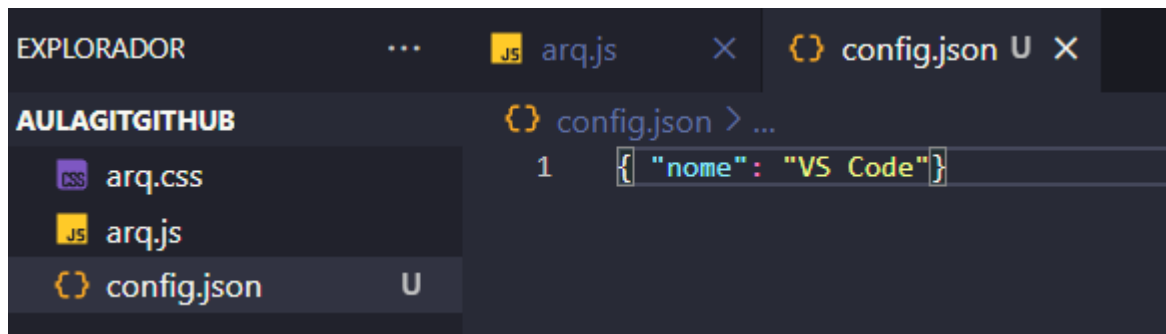 EXPLORADOR ...
AULAGITGITHUB
CSS arq.css
JS arq.js
{} config.json U
JS arq.js × {} config.json U ×
{} config.json > ...
1 { "nome": "VS Code"}